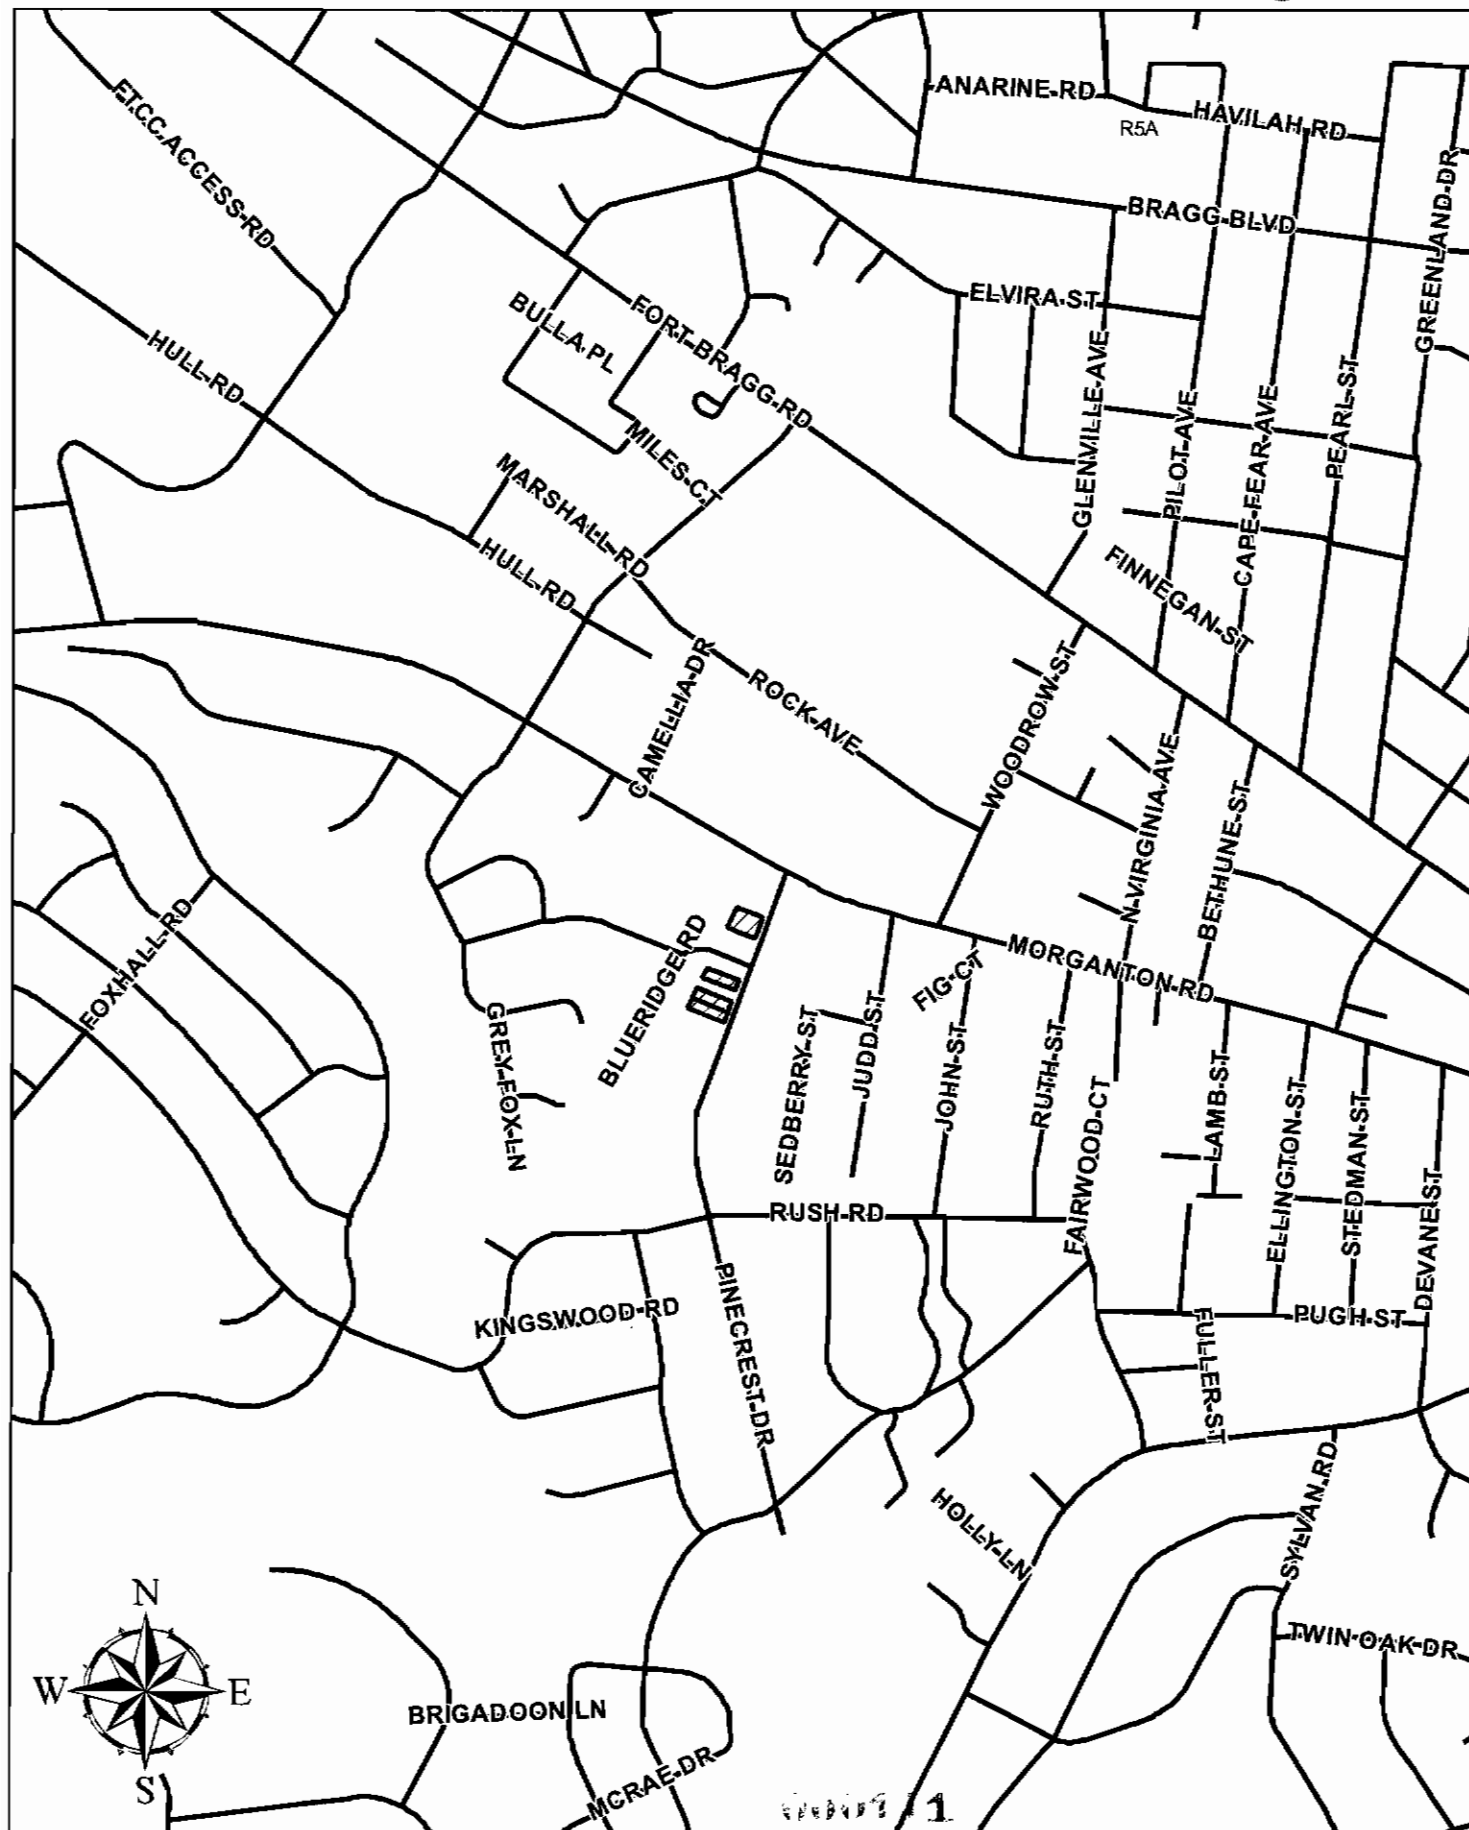 ANARINE RD
HAVILAH RD
R5A
F.T.C.C. ACCESS RD
GREENLAND DR
BRAGG BLVD
ELVIRA ST
BULLA PL
FORT BRAGG RD
HULL RD
GLENVILLE AVE
PILOT AVE
CAPE FEAR AVE
PEARL ST
MILES CT
MARSHALL RD
HULL RD
FINNEGAN ST
CAMELLIA DR
ROCK AVE
WOODROW ST
N VIRGINIA AVE
BETHUNE ST
FOXHALL RD
BLUERIDGE RD
MORGANTON RD
FIG CT
GREY FOX LN
SEDBERRY ST
JUDD ST
JOHN ST
RUTH ST
FAIRWOOD CT
LAMB ST
ELLINGTON ST
STEDMAN ST
DEVANE ST
RUSH RD
KINGSWOOD RD
PINECREST DR
PUGH ST
FULLER ST
HOLLY LN
SYLVAN RD
TWIN OAK DR
N
W
E
S
BRIGADOON LN
MCRAE DR